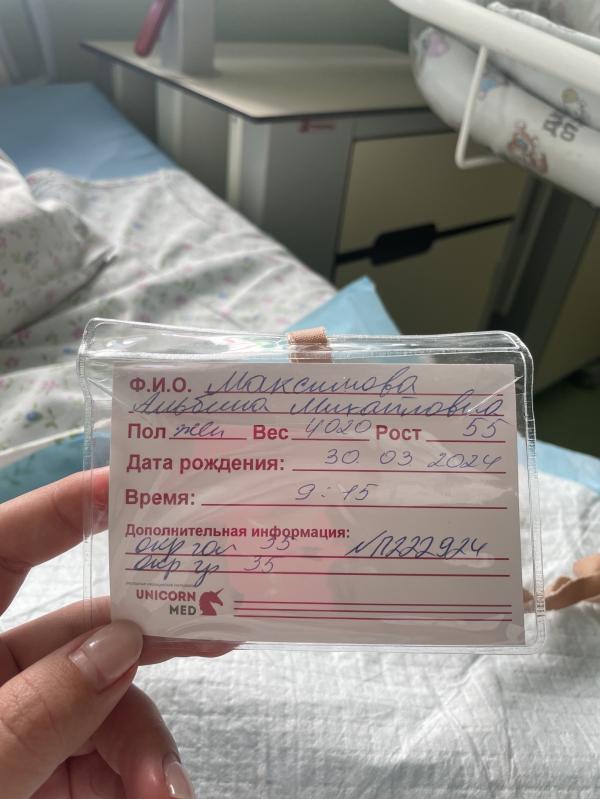 Ф.И.О. Максимова
Альбина Михайловна
Пол жен Вес 4020 Рост 55
Дата рождения: 30. 03 2024
Время: 9:15
Дополнительная информация:
окр гол 35 №П222924
окр гр 35
UNICORN
MED